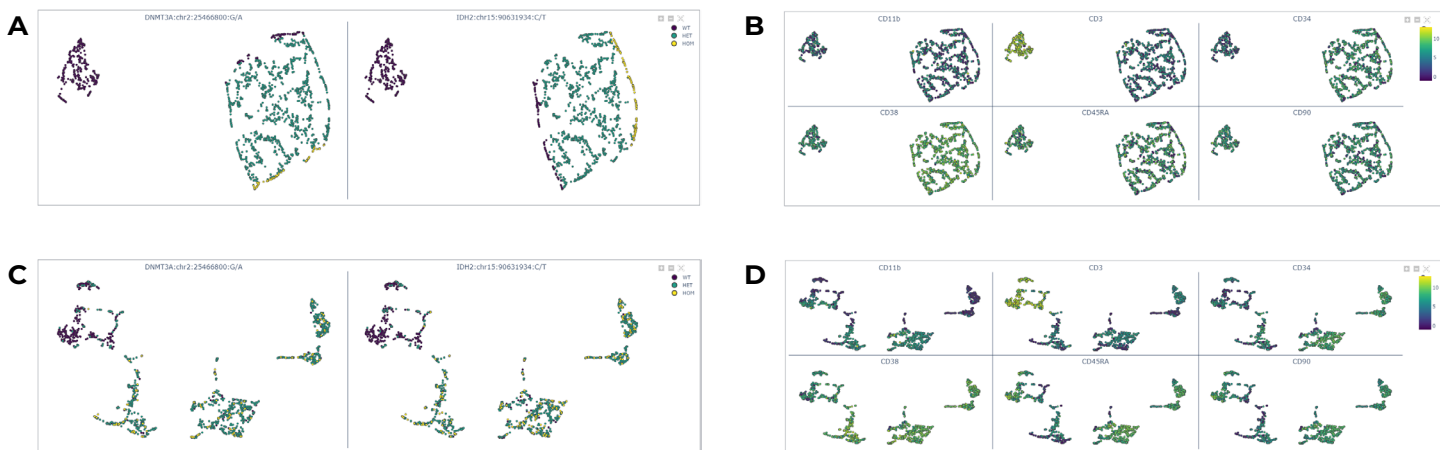 A
DNMT3A:chr2:25466800:G/A
IDH2:chr15:90631934:C/T
WT
HET
HOM
B
CD11b
CD3
CD34
10
5
0
CD38
CD45RA
CD90
C
DNMT3A:chr2:25466800:G/A
IDH2:chr15:90631934:C/T
WT
HET
HOM
D
CD11b
CD3
CD34
10
5
0
CD38
CD45RA
CD90